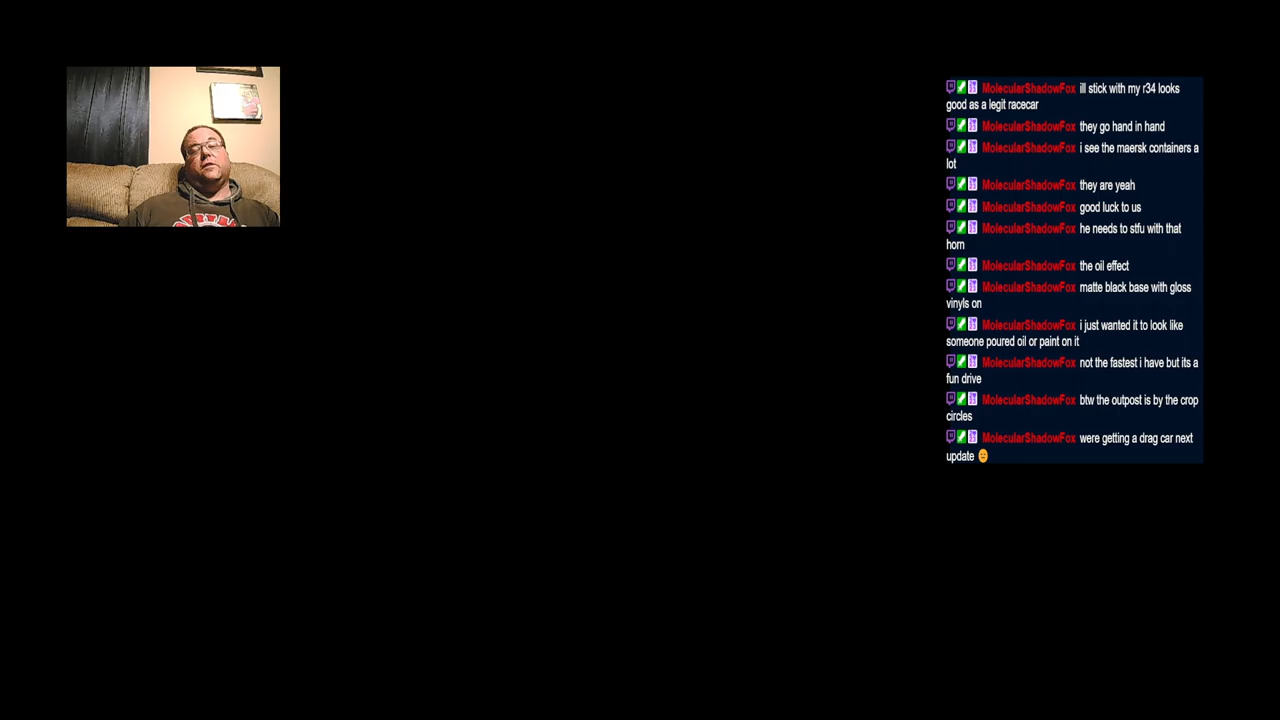 MolecularShadowFox ill stick with my r34 looks
good as a legit racecar
MolecularShadowFox they go hand in hand
MolecularShadowFox i see the maersk containers a
lot
MolecularShadowFox they are yeah
MolecularShadowFox good luck to us
MolecularShadowFox he needs to stfu with that
horn
MolecularShadowFox the oil effect
MolecularShadowFox matte black base with gloss
vinyls on
MolecularShadowFox i just wanted it to look like
someone poured oil or paint on it
MolecularShadowFox not the fastest i have but its a
fun drive
MolecularShadowFox btw the outpost is by the crop
circles
MolecularShadowFox were getting a drag car next
update